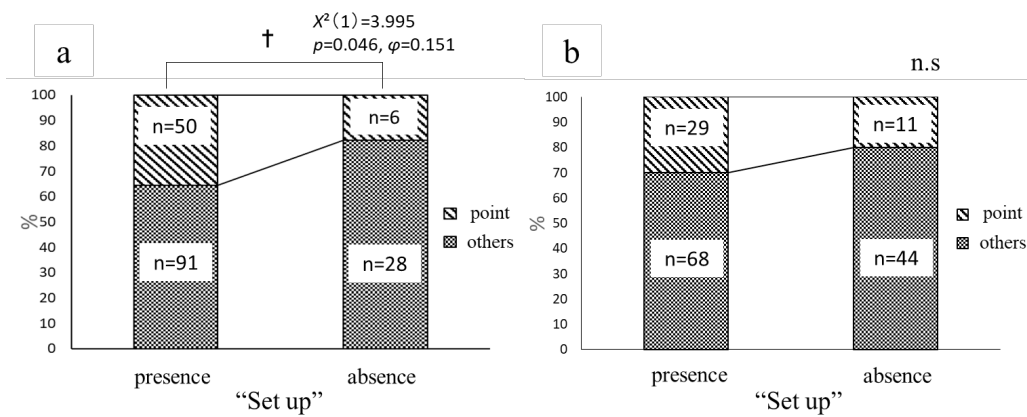 a
†
X²(1)=3.995
p=0.046, φ=0.151
100
90
80
70
60
50
40
30
20
10
0
%
n=50
n=6
n=91
n=28
point
others
presence
absence
“Set up”
b
n.s
100
90
80
70
60
50
40
30
20
10
0
%
n=29
n=11
n=68
n=44
point
others
presence
absence
“Set up”